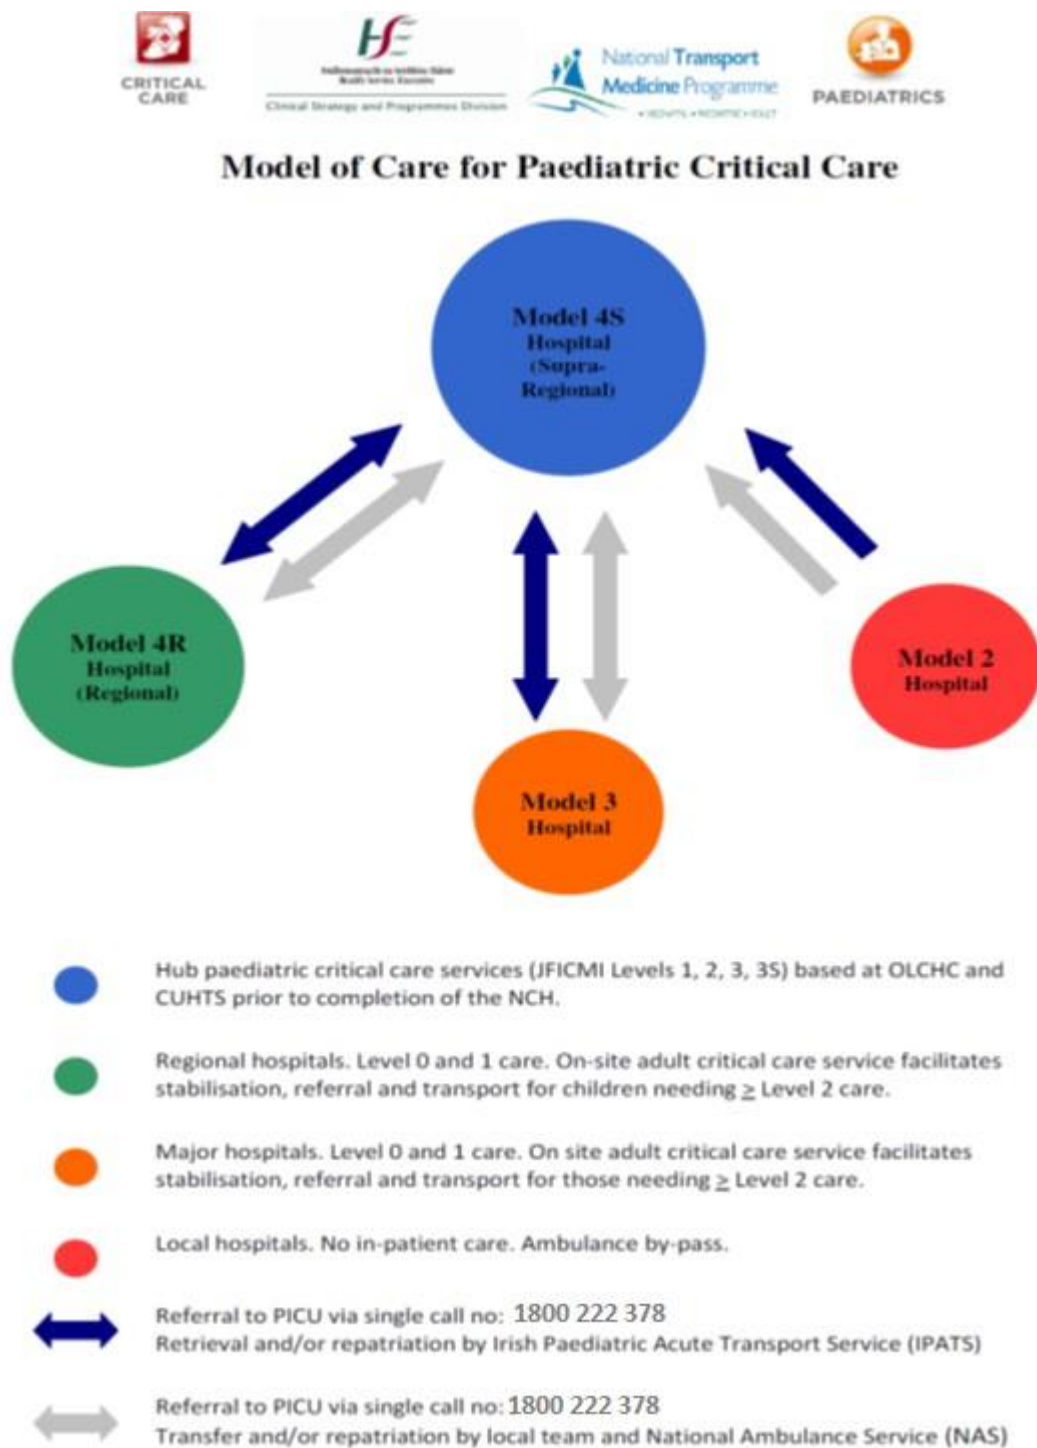 CRITICAL
CARE
HE
Clinical Strategy and Programmes Division
National Transport
Medicine Programme
PAEDIATRICS
Model of Care for Paediatric Critical Care
Model 4S
Hospital
(Supra-
Regional)
Model 4R
Hospital
(Regional)
Model 2
Hospital
Model 3
Hospital
Hub paediatric critical care services (JFICMI Levels 1, 2, 3, 3S) based at OLCHC and
CUHTS prior to completion of the NCH.
Regional hospitals. Level 0 and 1 care. On-site adult critical care service facilitates
stabilisation, referral and transport for children needing ≥ Level 2 care.
Major hospitals. Level 0 and 1 care. On site adult critical care service facilitates
stabilisation, referral and transport for those needing ≥ Level 2 care.
Local hospitals. No in-patient care. Ambulance by-pass.
Referral to PICU via single call no: 1800 222 378
Retrieval and/or repatriation by Irish Paediatric Acute Transport Service (IPATS)
Referral to PICU via single call no: 1800 222 378
Transfer and/or repatriation by local team and National Ambulance Service (NAS)